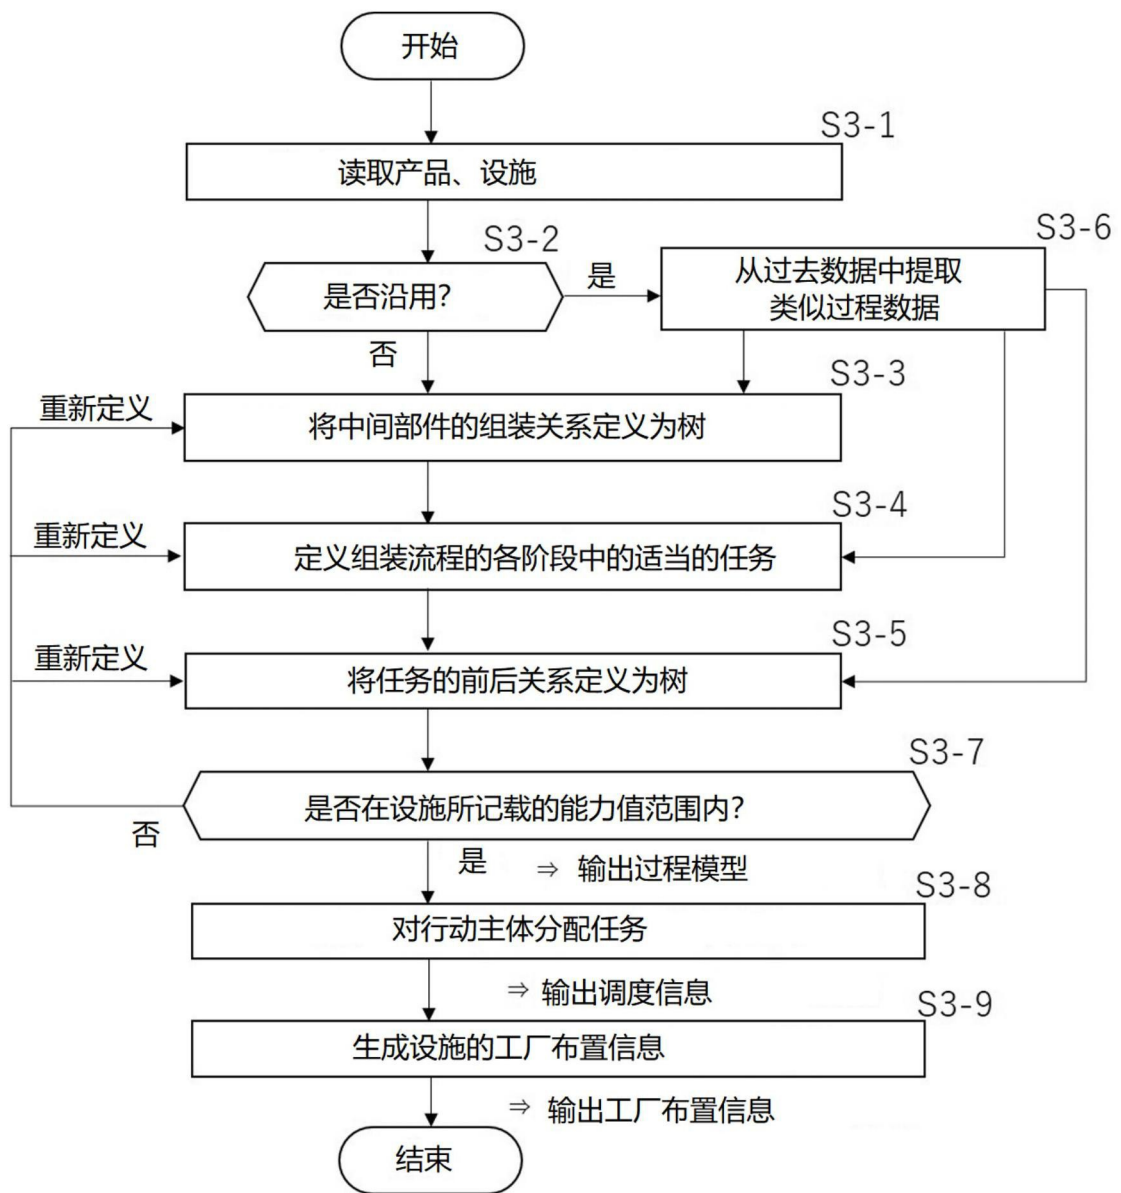 开始
S3-1
读取产品、设施
S3-2
是否沿用?
是
S3-6
从过去数据中提取
类似过程数据
否
S3-3
重新定义
将中间部件的组装关系定义为树
S3-4
重新定义
定义组装流程的各阶段中的适当的任务
S3-5
重新定义
将任务的前后关系定义为树
S3-7
是否在设施所记载的能力值范围内?
否
是
⇒ 输出过程模型
S3-8
对行动主体分配任务
⇒ 输出调度信息
S3-9
生成设施的工厂布置信息
⇒ 输出工厂布置信息
结束